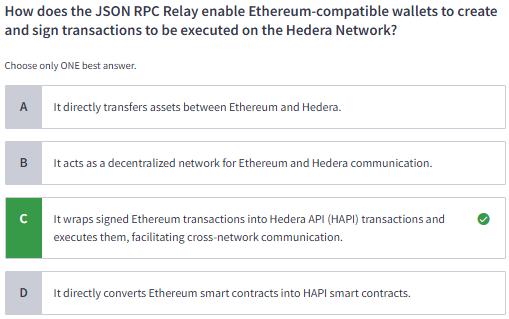 How does the JSON RPC Relay enable Ethereum-compatible wallets to create
and sign transactions to be executed on the Hedera Network?
Choose only ONE best answer.
A
It directly transfers assets between Ethereum and Hedera.
B
It acts as a decentralized network for Ethereum and Hedera communication.
C
It wraps signed Ethereum transactions into Hedera API (HAPI) transactions and
executes them, facilitating cross-network communication.
D
It directly converts Ethereum smart contracts into HAPI smart contracts.